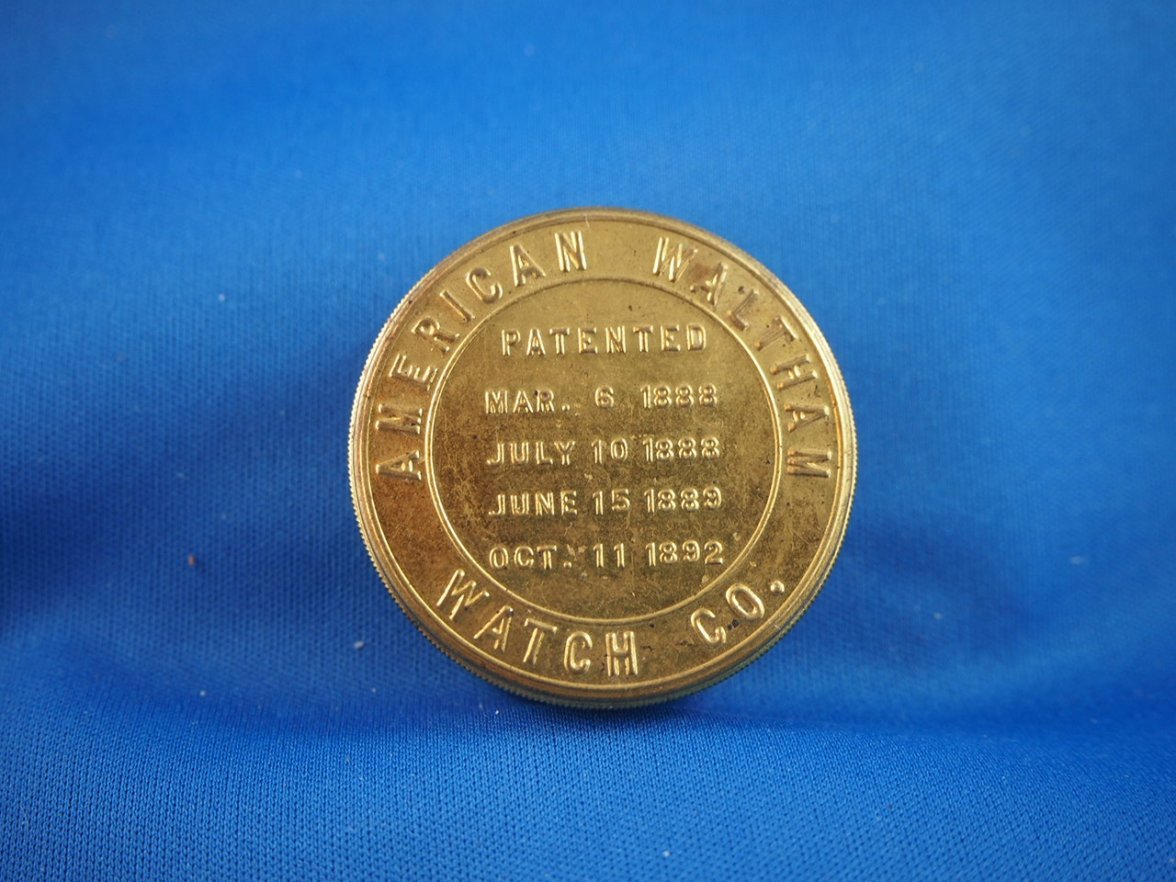 AMERICAN WALTHAM
WATCH CO.
PATENTED
MAR. 6 1888
JULY 10 1888
JUNE 15 1889
OCT. 11 1892